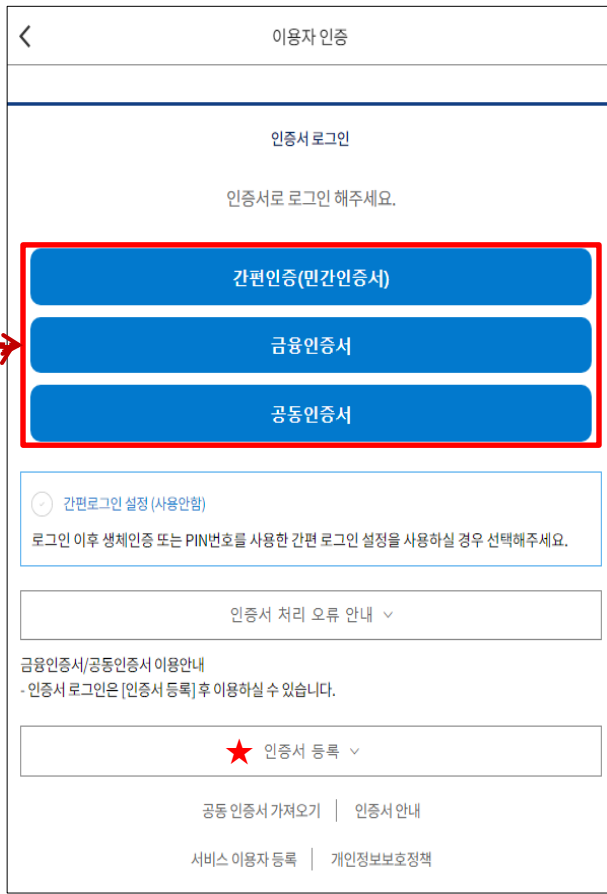 이용자 인증
인증서 로그인
인증서로 로그인 해주세요.
간편인증(민간인증서)
금융인증서
공동인증서
간편로그인 설정 (사용안함)
로그인 이후 생체인증 또는 PIN번호를 사용한 간편 로그인 설정을 사용하실 경우 선택해주세요.
인증서 처리 오류 안내
금융인증서/공동인증서 이용안내
- 인증서 로그인은 [인증서 등록] 후 이용하실 수 있습니다.
인증서 등록
공동 인증서 가져오기 │ 인증서 안내
서비스 이용자 등록 │ 개인정보보호정책